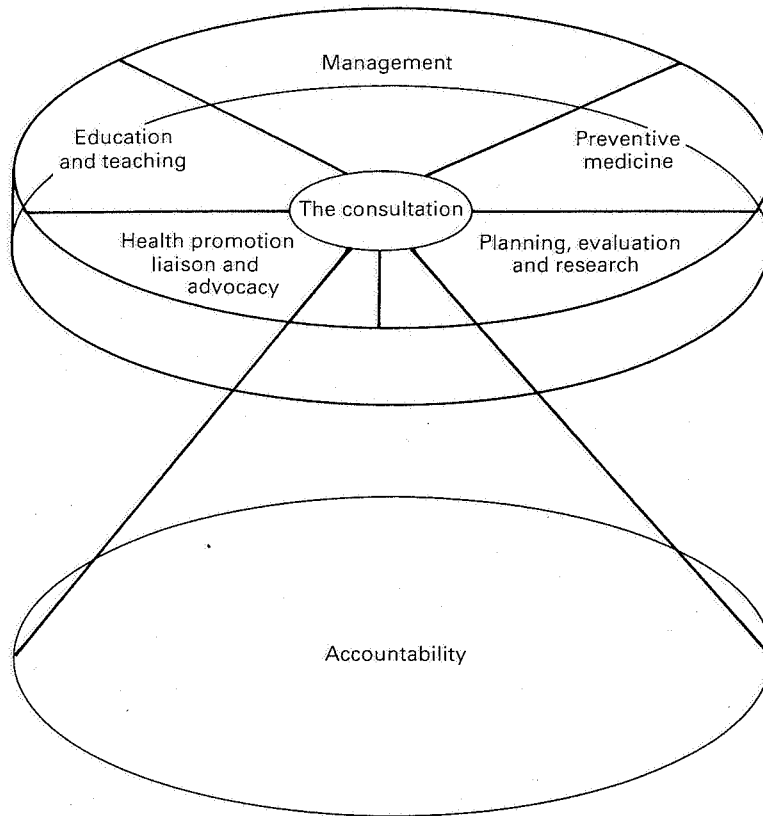 Management
Education
and teaching
Preventive
medicine
The consultation
Health promotion
liaison and
advocacy
Planning, evaluation
and research
Accountability